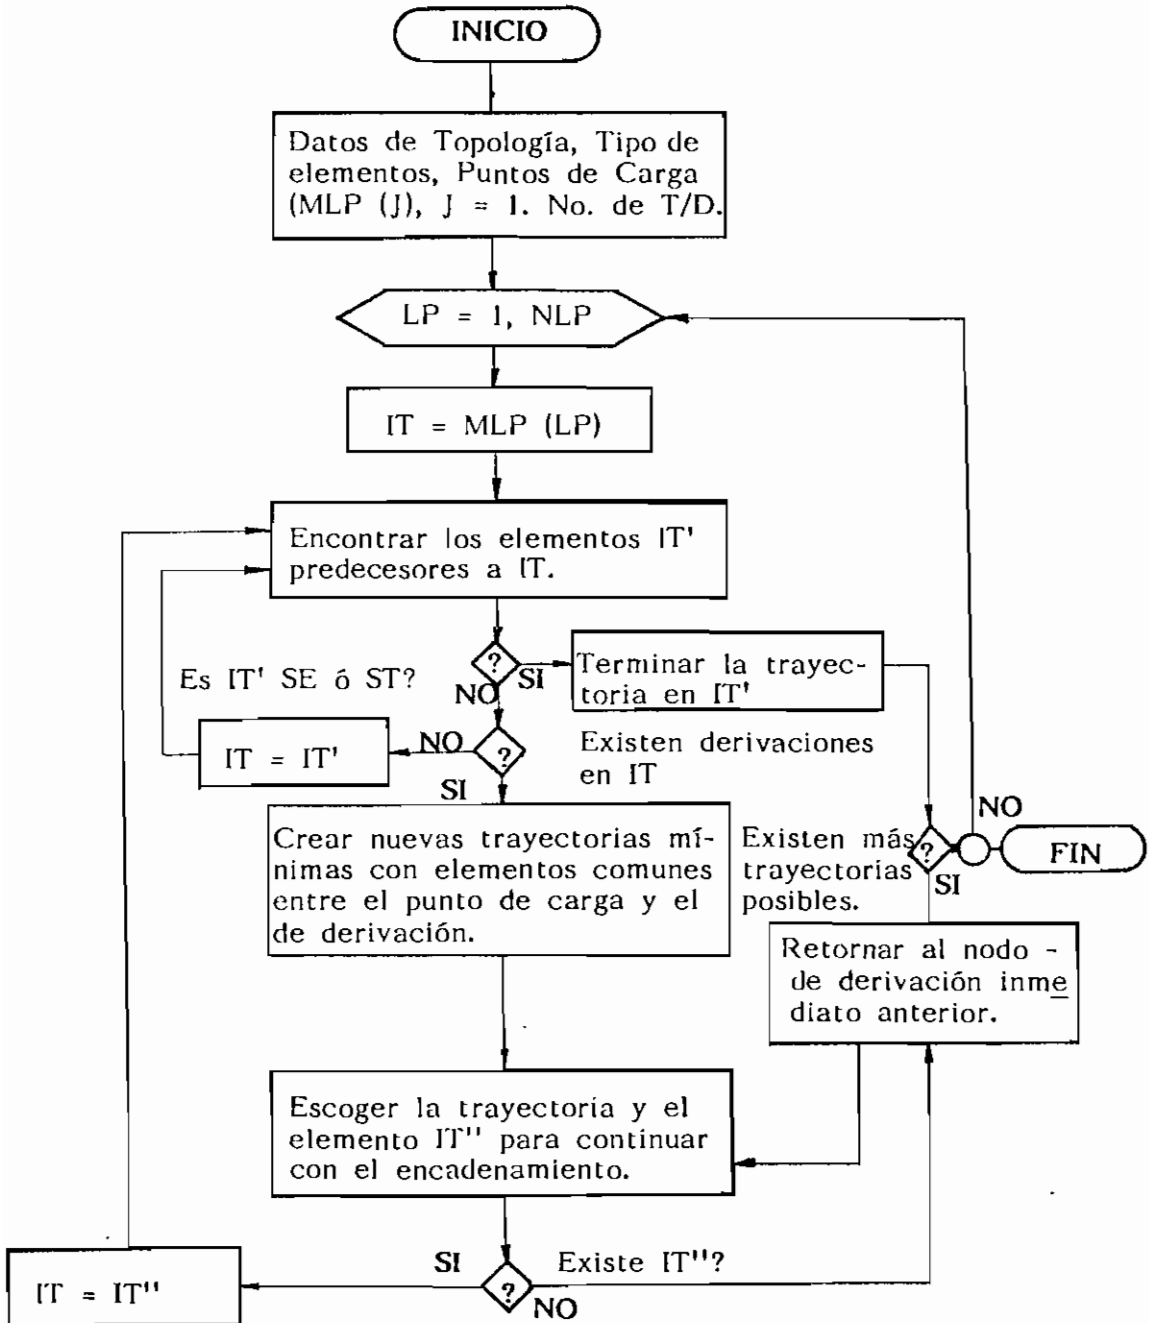 INICIO
Datos de Topología, Tipo de
elementos, Puntos de Carga
(MLP (J), J = 1. No. de T/D.
LP = 1, NLP
IT = MLP (LP)
Encontrar los elementos IT'
predecesores a IT.
?
Es IT' SE ó ST?
SI
NO
Terminar la trayec-
toria en IT'
NO
?
IT = IT'
Existen derivaciones
en IT
SI
Crear nuevas trayectorias mí-
nimas con elementos comunes
entre el punto de carga y el
de derivación.
Existen más
trayectorías
posibles.
?
NO
SI
FIN
Retornar al nodo -
de derivación inme
diato anterior.
Escoger la trayectoría y el
elemento IT" para continuar
con el encadenamiento.
SI
?
Existe IT"?
NO
IT = IT"